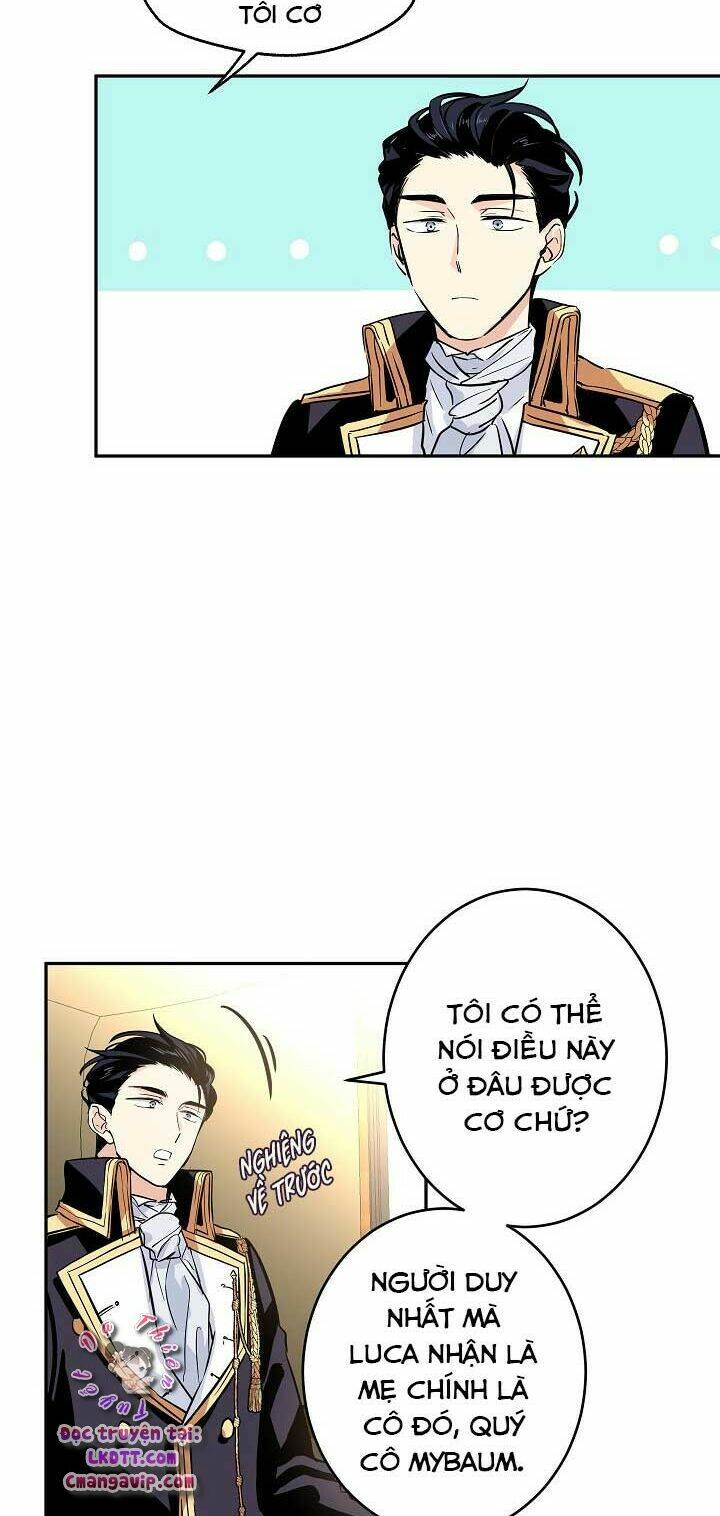 TÔI CƠ
TÔI CÓ THỂ
NÓI ĐIỀU NÀY
Ở ĐÂU ĐƯỢC
CƠ CHỨ?
NGHIÊNG
VỀ TRƯỚC
NGƯỜI DUY
NHẤT MÀ
LUCA NHẬN LÀ
MẸ CHÍNH LÀ
CÔ ĐÓ, QUÝ
CÔ MYBAUM.
Đọc truyện tại:
LKDTT.com
Cmangavip.com